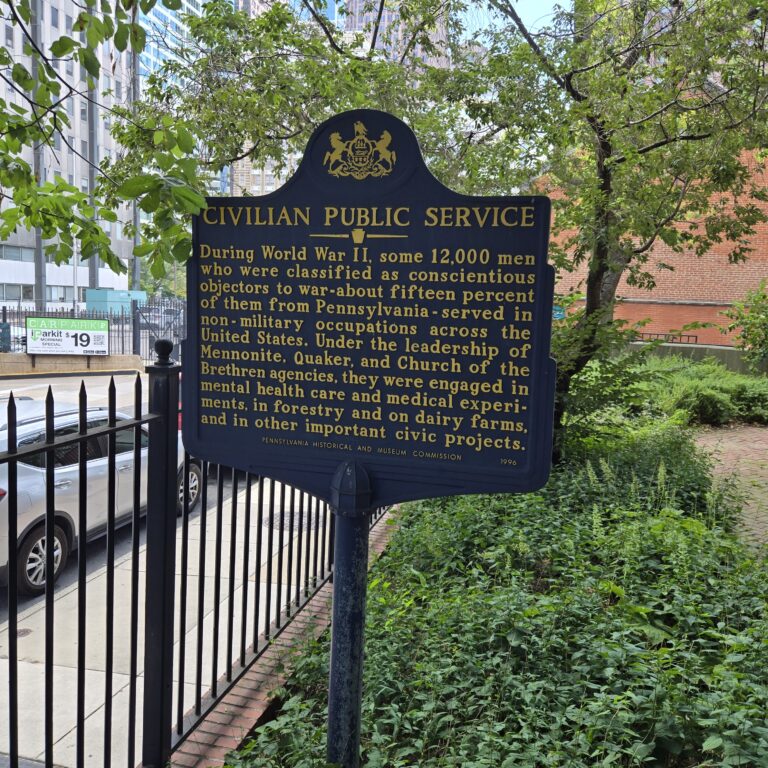 CIVILIAN PUBLIC SERVICE
During World War II, some 12,000 men
who were classified as conscientious
objectors to war-about fifteen percent
of them from Pennsylvania-served in
non-military occupations across the
United States. Under the leadership of
Mennonite, Quaker, and Church of the
Brethren agencies, they were engaged in
mental health care and medical experi-
ments, in forestry and on dairy farms,
and in other important civic projects.
PENNSYLVANIA HISTORICAL AND MUSEUM COMMISSION 1996
CAR PARK
Parkit $19
MORNING
SPECIAL